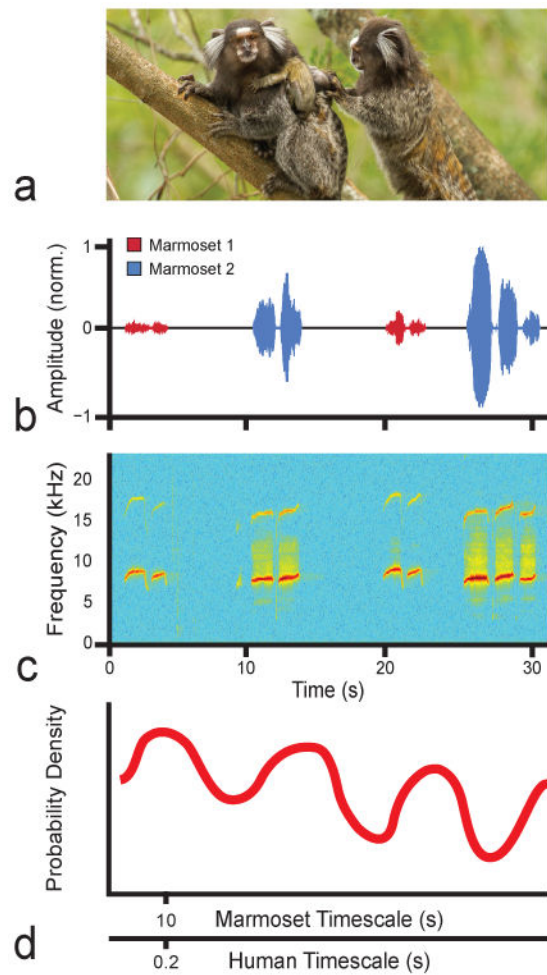 a
Marmoset 1
Marmoset 2
Amplitude (norm.)
1
0
−1
b
Frequency (kHz)
20
15
10
5
0
c
0 10 20 30
Time (s)
Probability Density
10
Marmoset Timescale (s)
d
0.2
Human Timescale (s)